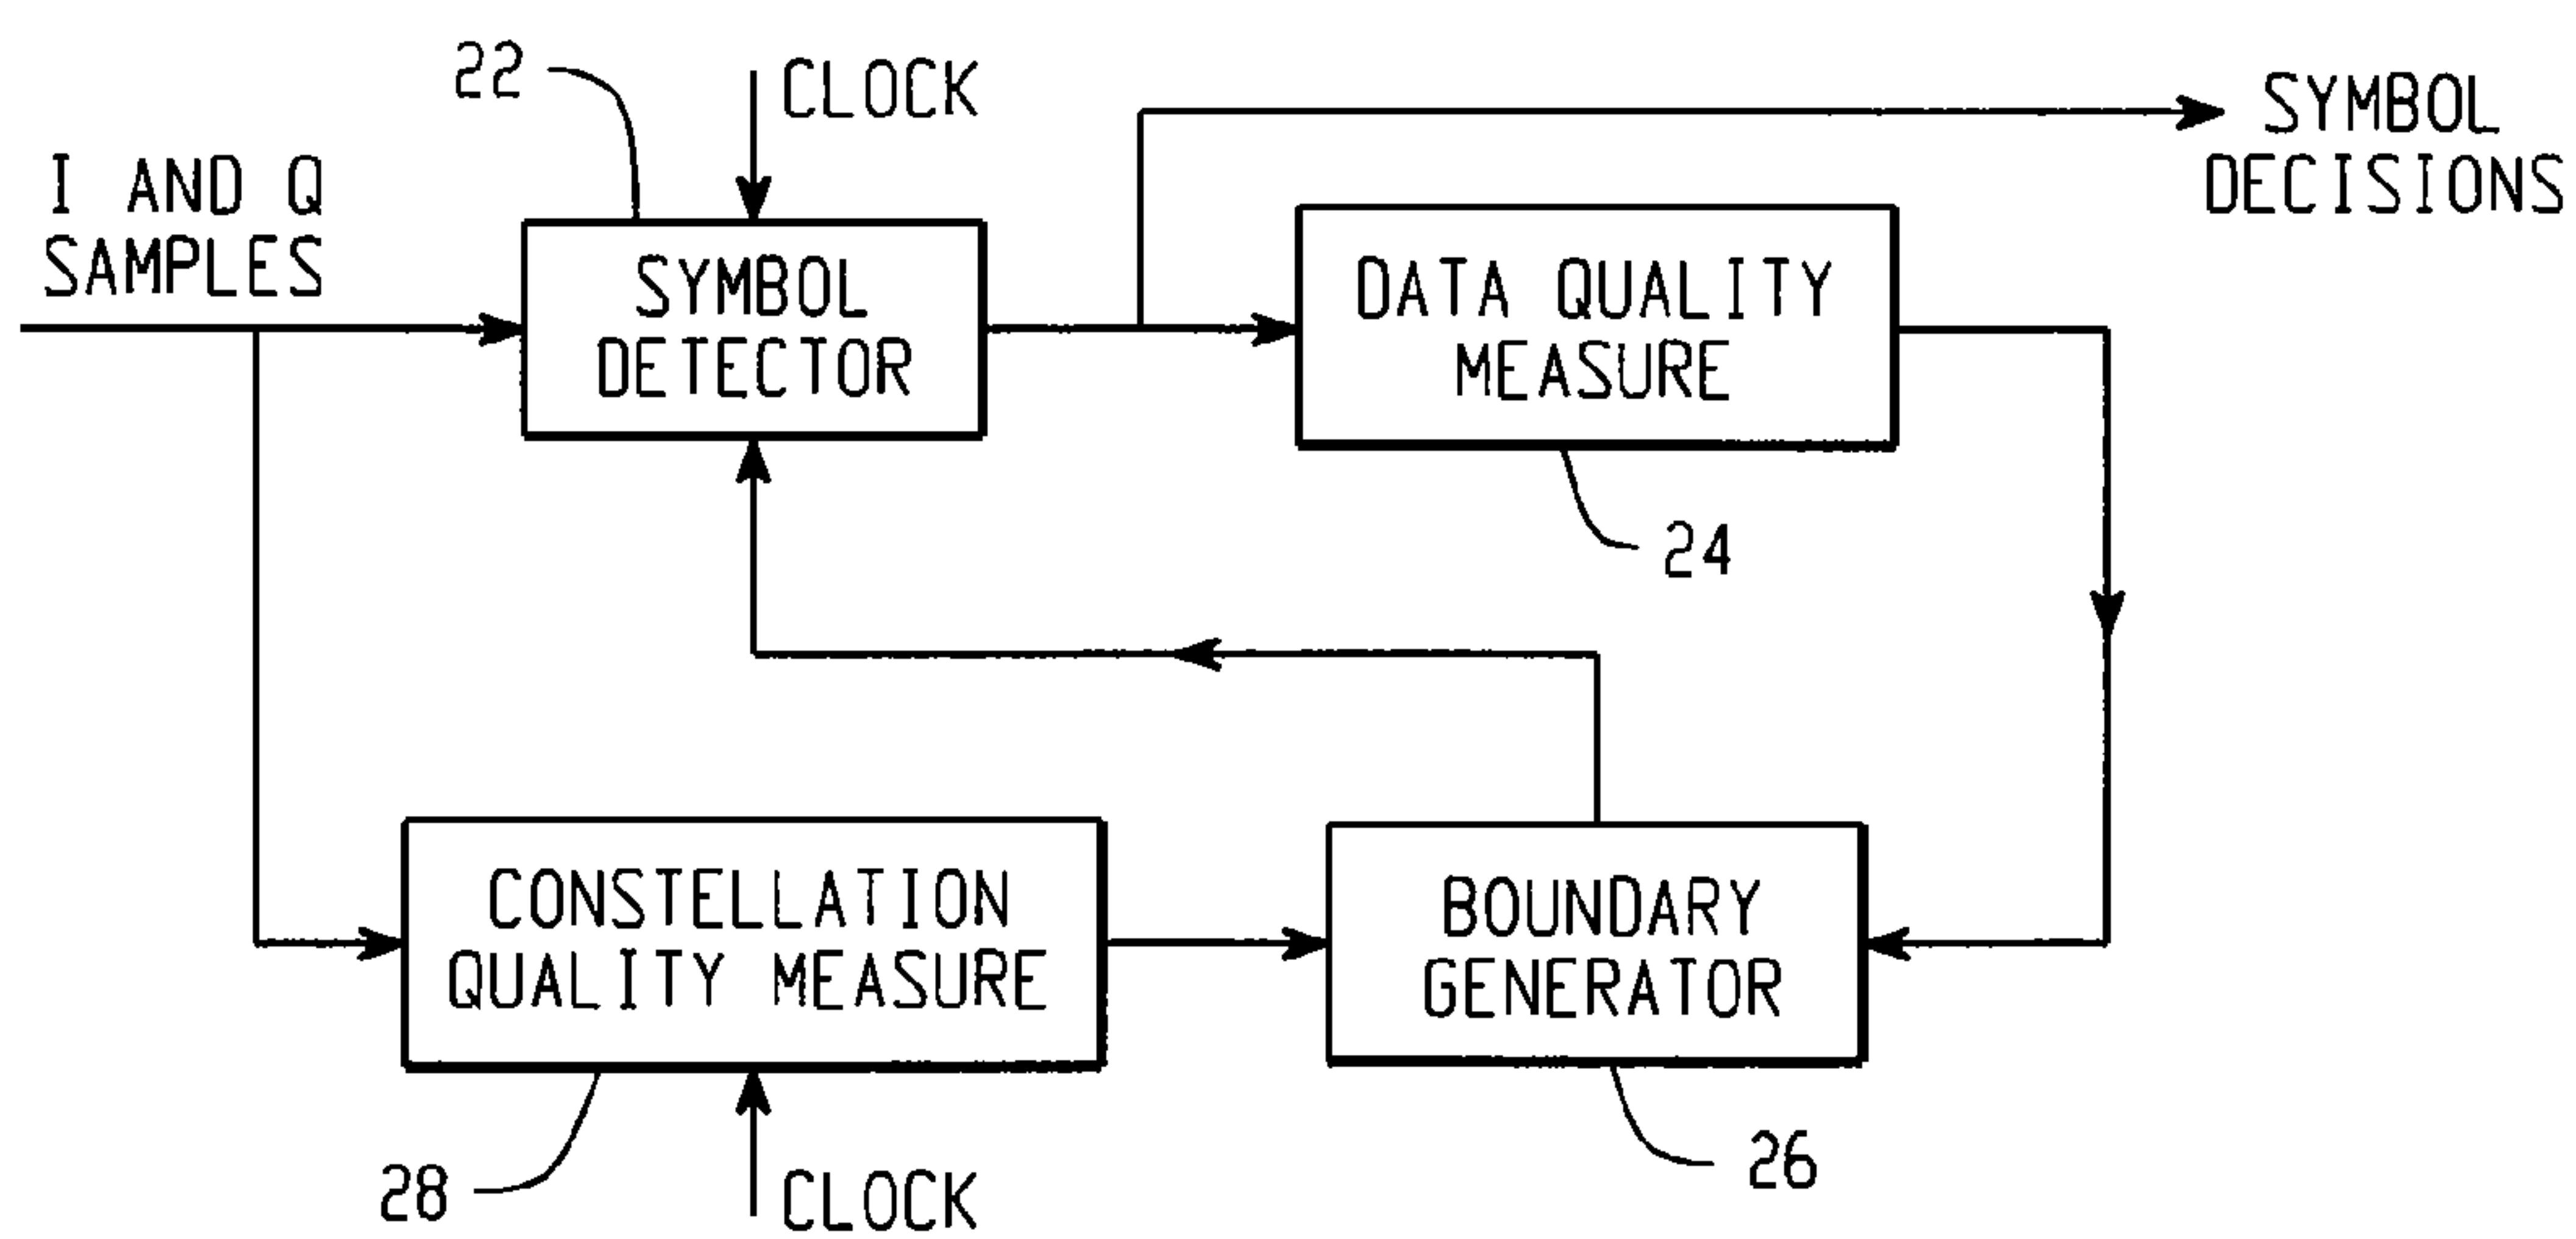 22
CLOCK
SYMBOL
DECISIONS
I AND Q
SAMPLES
SYMBOL
DETECTOR
DATA QUALITY
MEASURE
24
CONSTELLATION
QUALITY MEASURE
BOUNDARY
GENERATOR
28
CLOCK
26